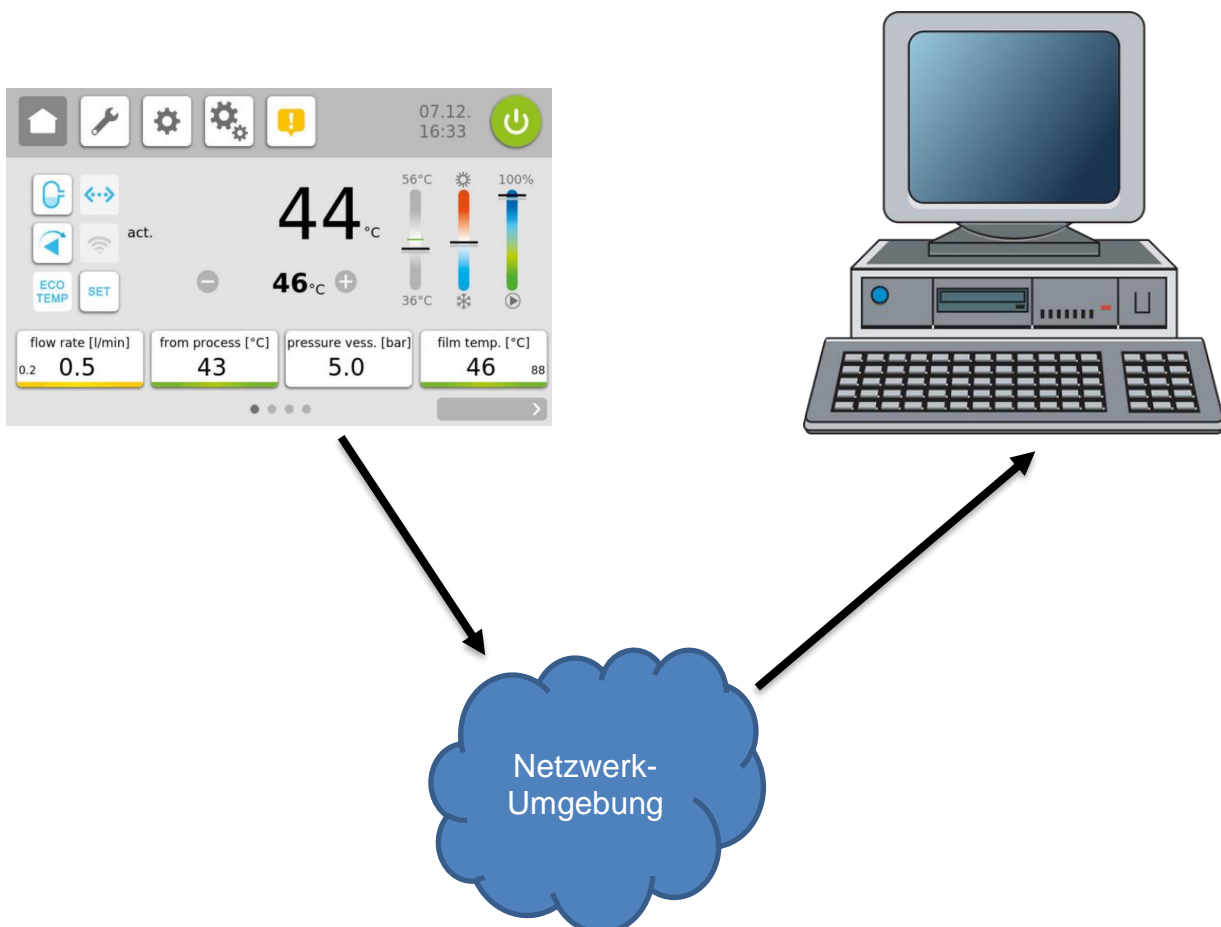 07.12.
16:33
56°C
100%
act.
44 °C
ECO
TEMP
SET
46 °C
36°C
flow rate [l/min]
0.2 0.5
from process [°C]
43
pressure vess. [bar]
5.0
film temp. [°C]
46 88
Netzwerk-
Umgebung